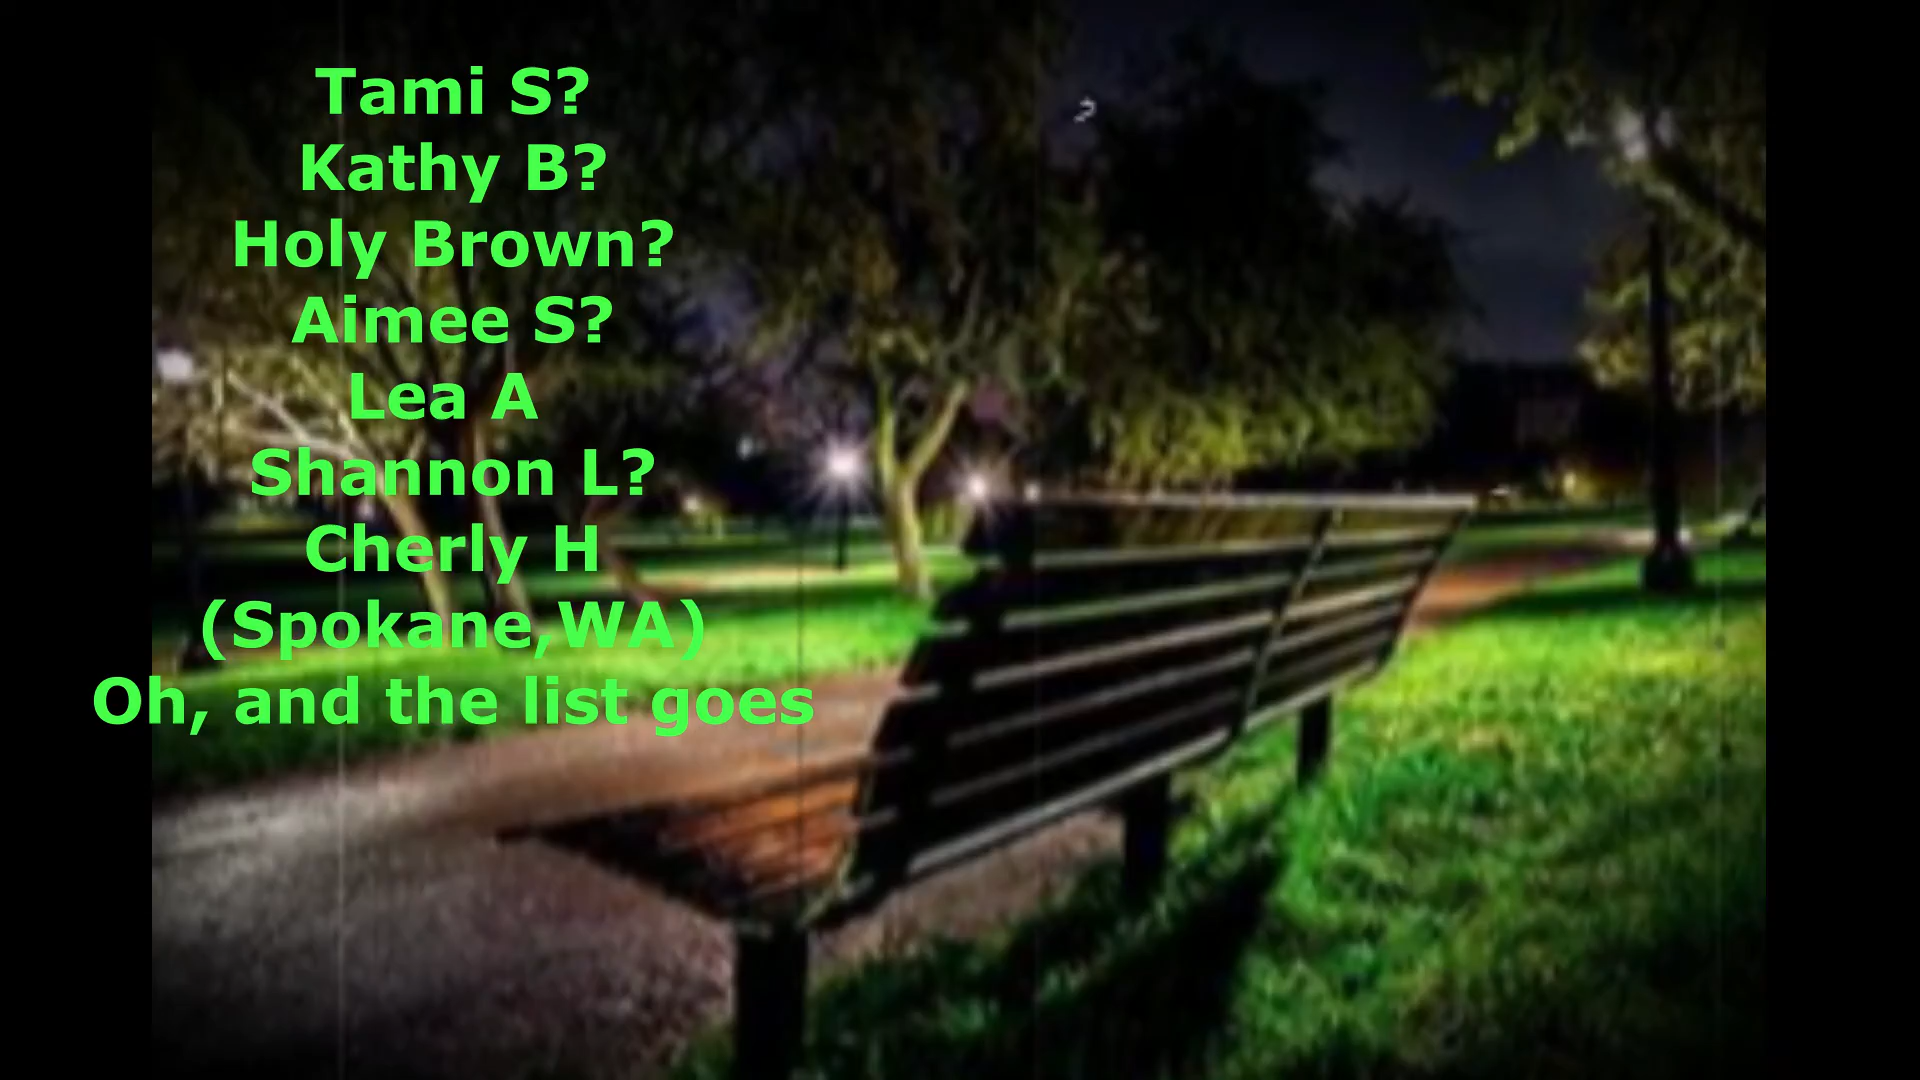 Tami S?
Kathy B?
Holy Brown?
Aimee S?
Lea A
Shannon L?
Cherly H
(Spokane,WA)
Oh, and the list goes